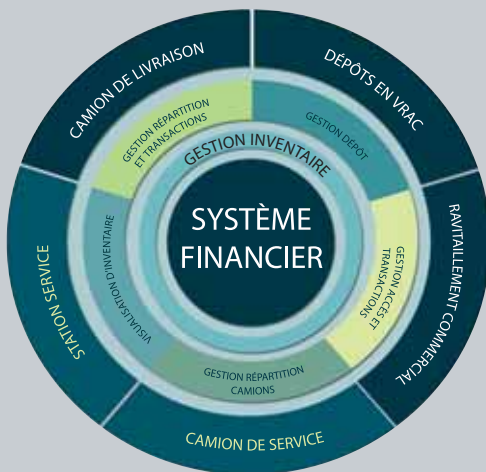 CAMION DE LIVRAISON
DÉPÔTS EN VRAC
RAVITAILLEMENT COMMERCIAL
CAMION DE SERVICE
STATION SERVICE
GESTION RÉPARTITION
ET TRANSACTIONS
GESTION DÉPÔT
GESTION ACCÈS ET
TRANSACTIONS
GESTION RÉPARTITION
CAMIONS
VISUALISATION D'INVENTAIRE
GESTION INVENTAIRE
SYSTÈME
FINANCIER